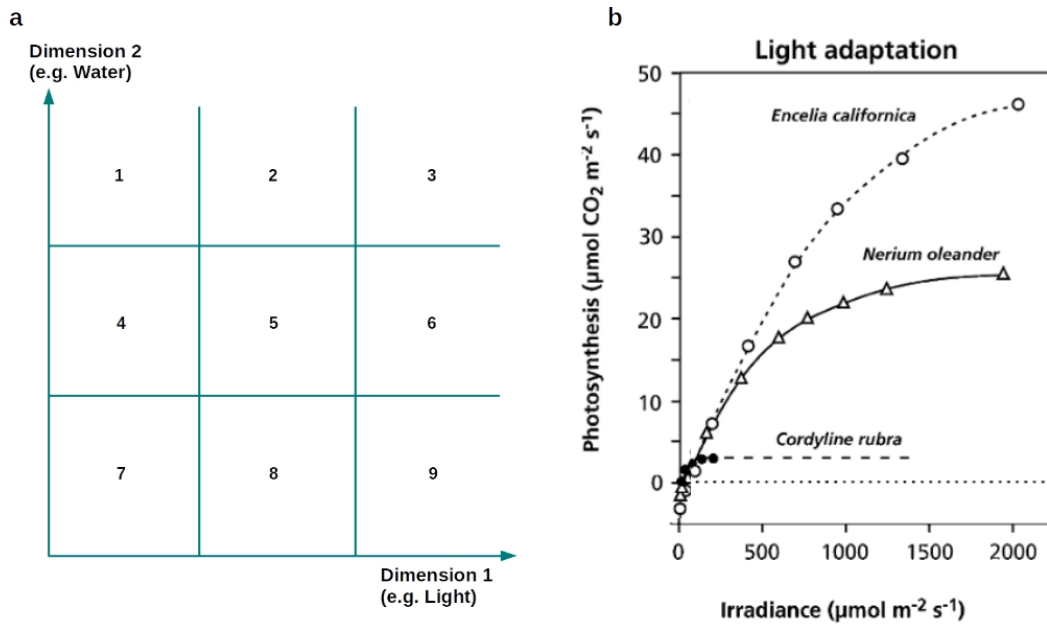 a
Dimension 2
(e.g. Water)
1
2
3
4
5
6
7
8
9
Dimension 1
(e.g. Light)
b
Light adaptation
Photosynthesis (µmol CO₂ m⁻² s⁻¹)
50
40
30
20
10
0
Encelia californica
Nerium oleander
Cordyline rubra
0 500 1000 1500 2000
Irradiance (µmol m⁻² s⁻¹)